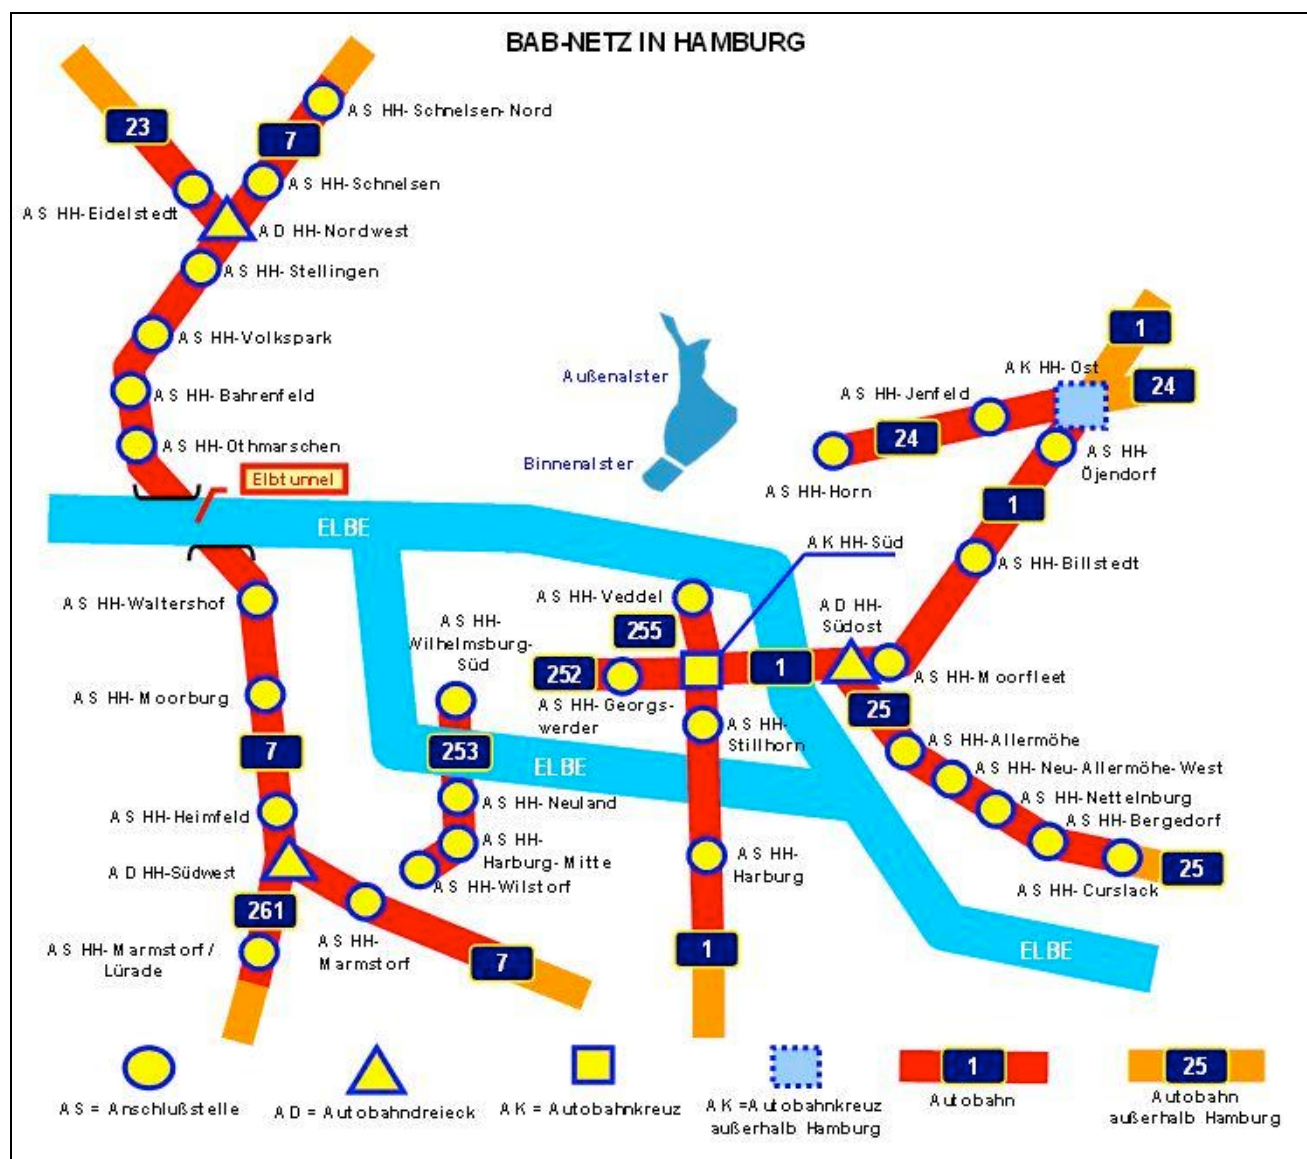 BAB-NETZ IN HAMBURG
AS HH-Schnelsen-Nord
23
7
AS HH-Schnelsen
AS HH-Eidelstedt
AD HH-Nordwest
AS HH-Stellingen
AS HH-Volkspark
AS HH-Bahrenfeld
AS HH-Othmarschen
Elbtunnel
ELBE
Außenalster
Binnenalster
1
AK HH-Ost
24
AS HH-Jenfeld
24
AS HH-Horn
AS HH-
Öjendorf
1
AS HH-Billstedt
AK HH-Süd
AS HH-Waltershof
AS HH-Veddel
AS HH-
Wilhelmsburg-
Süd
255
AD HH-
Südost
252
1
AS HH-Moorfleet
AS HH-Moorburg
AS HH-Georgs-
werder
AS HH-
Stillhorn
25
AS HH-Allermöhe
7
253
ELBE
AS HH-Neu-Allermöhe-West
AS HH-Nettelnburg
AS HH-Neuland
AS HH-Bergedorf
AS HH-Heimfeld
AS HH-
Harburg-Mitte
AS HH-
Harburg
AD HH-Südwest
AS HH-Wilstorf
AS HH-Curslack
25
261
AS HH-
Marmstorf
AS HH-Marmstorf /
Lürade
7
1
ELBE
AS = Anschlußstelle
AD = Autobahndreieck
AK = Autobahnkreuz
AK =Autobahnkreuz
außerhalb Hamburg
1
Autobahn
25
Autobahn
außerhalb Hamburg